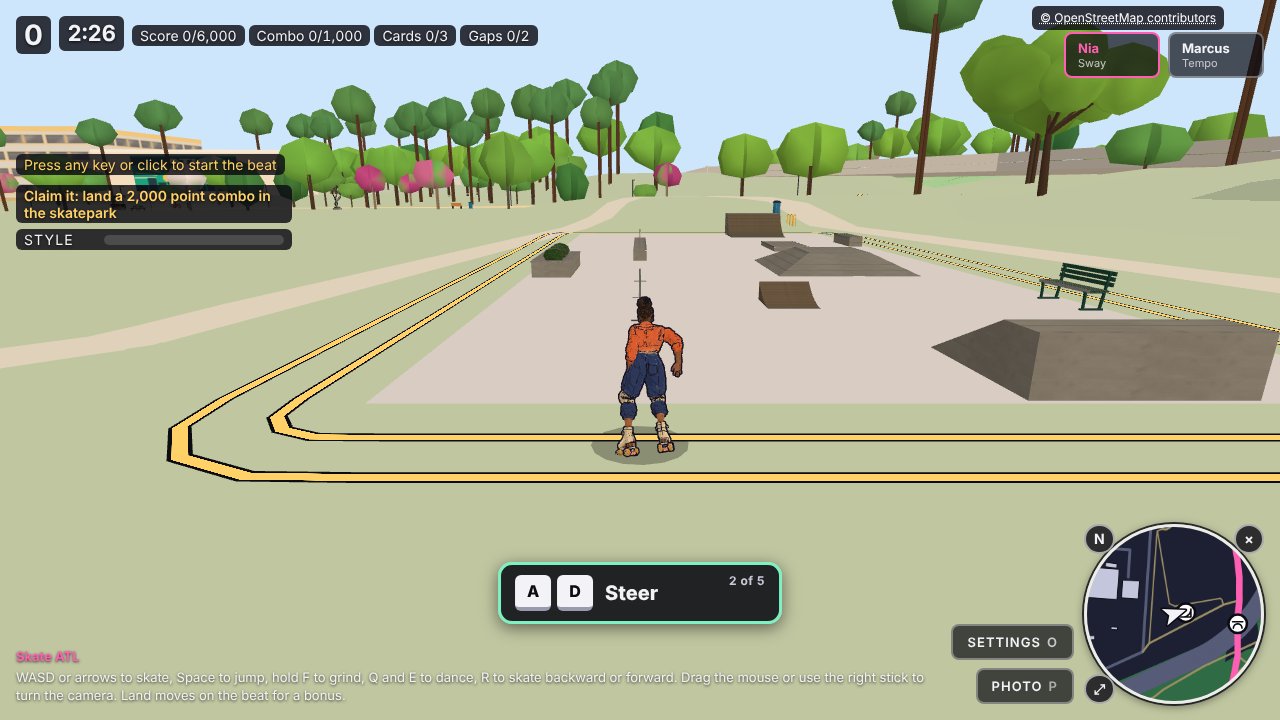 0
2:26
Score 0/6,000
Combo 0/1,000
Cards 0/3
Gaps 0/2
© OpenStreetMap contributors
Nia
Sway
Marcus
Tempo
Press any key or click to start the beat
Claim it: land a 2,000 point combo in
the skatepark
STYLE
A D Steer
2 of 5
N
×
SETTINGS O
PHOTO P
Skate ATL
WASD or arrows to skate, Space to jump, hold F to grind, Q and E to dance, R to skate backward or forward. Drag the mouse or use the right stick to
turn the camera. Land moves on the beat for a bonus.